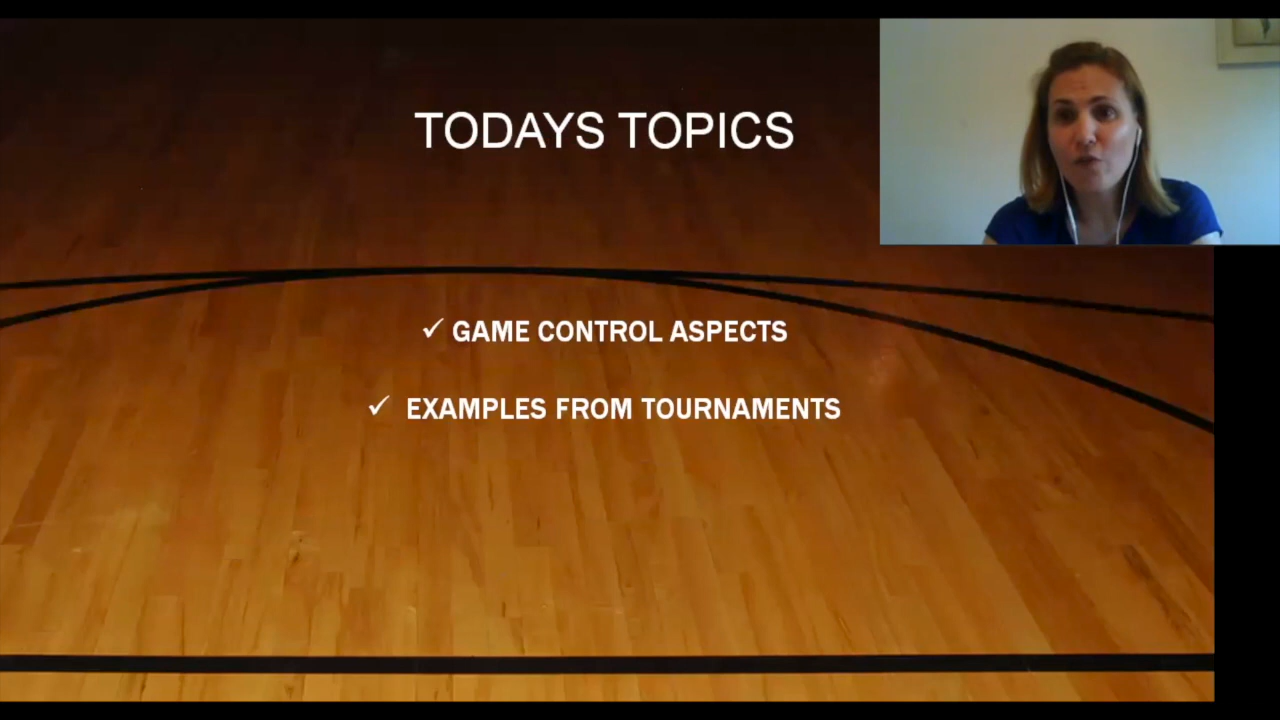 TODAYS TOPICS
✓ GAME CONTROL ASPECTS
✓ EXAMPLES FROM TOURNAMENTS